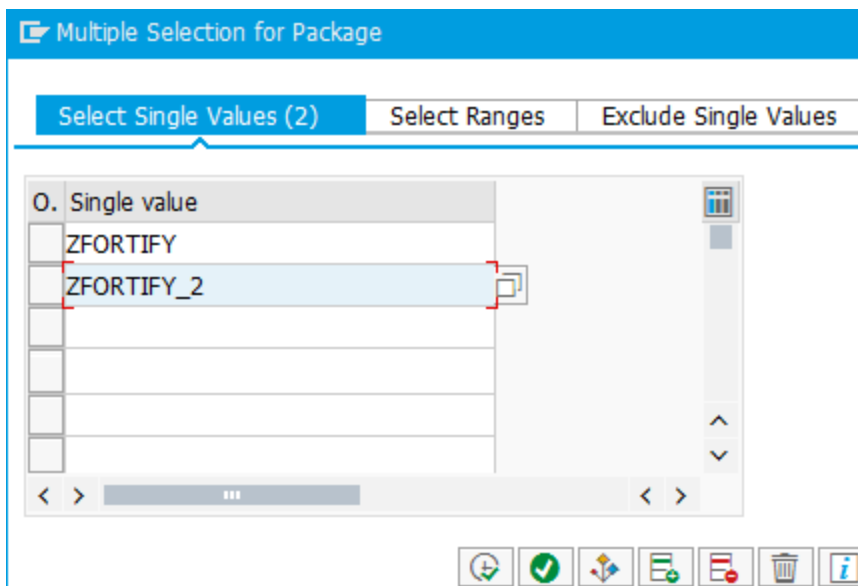 Multiple Selection for Package
Select Single Values (2) Select Ranges Exclude Single Values
O. Single value
ZFORTIFY
ZFORTIFY_2